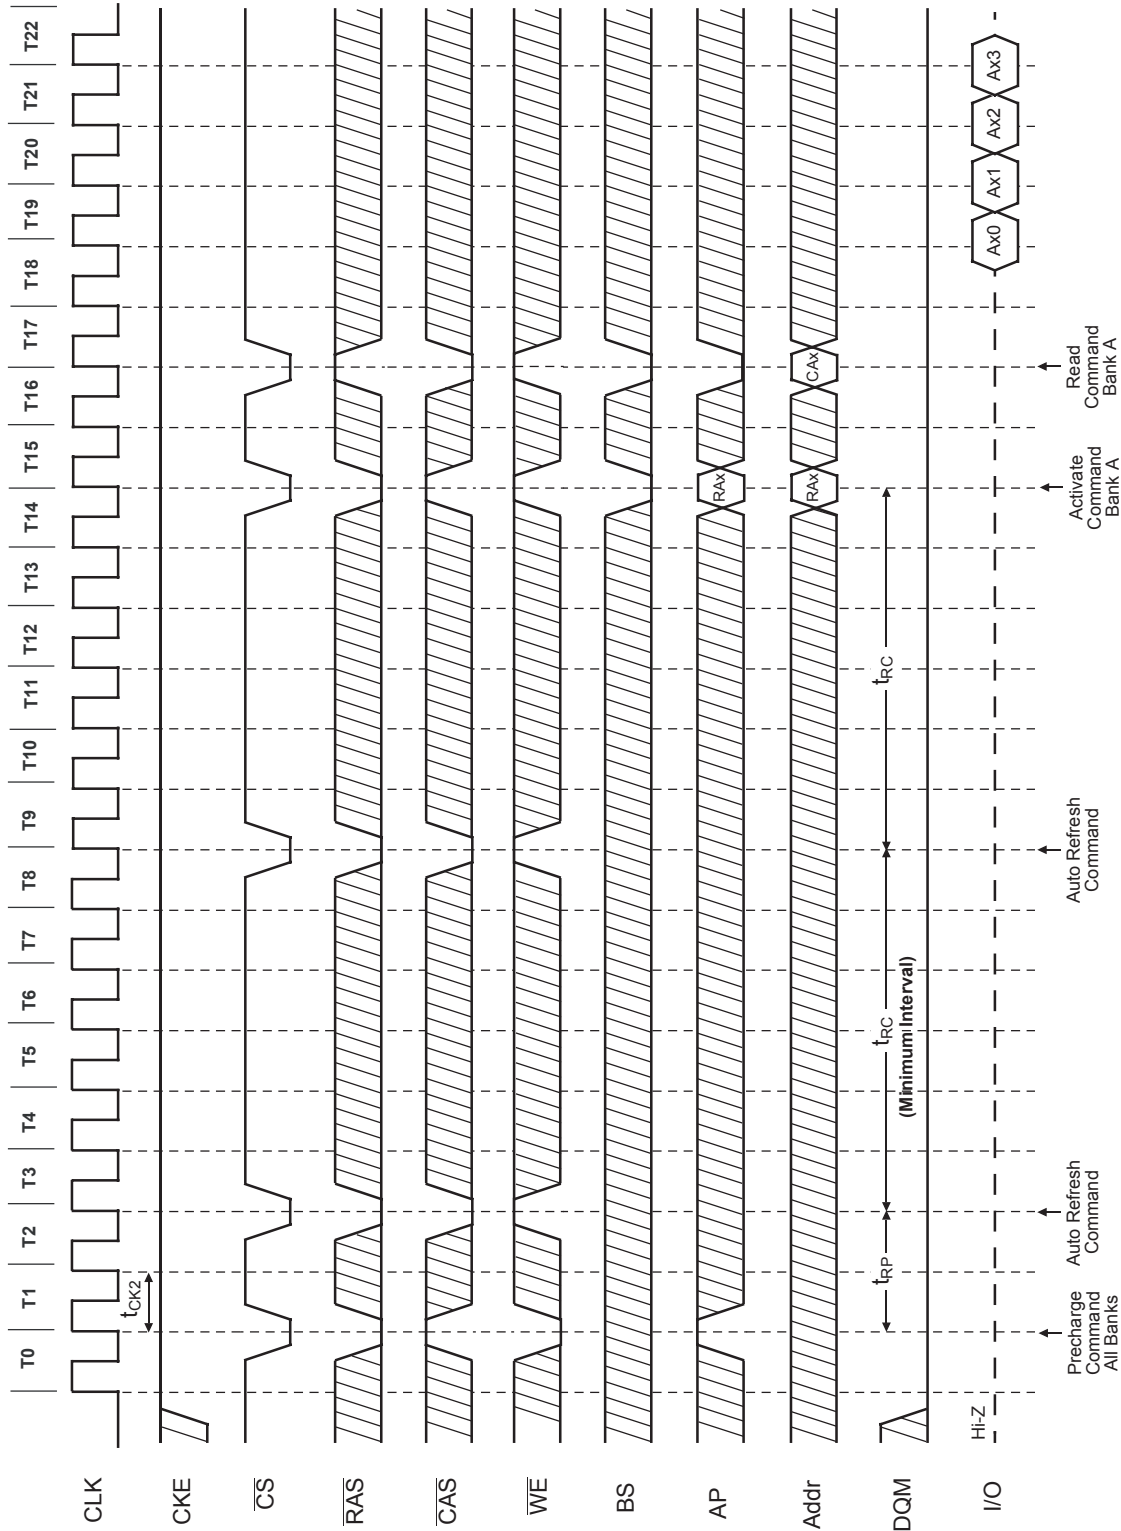 T0 T1 T2 T3 T4 T5 T6 T7 T8 T9 T10 T11 T12 T13 T14 T15 T16 T17 T18 T19 T20 T21 T22
CLK
tCK2
CKE
CS
RAS
CAS
WE
BS
AP
RAx
Addr
RAx
CAx
DQM
tRP
tRC
(Minimum Interval)
tRC
I/O
Hi-Z
Ax0 Ax1 Ax2 Ax3
Precharge
Command
All Banks
Auto Refresh
Command
Auto Refresh
Command
Activate
Command
Bank A
Read
Command
Bank A